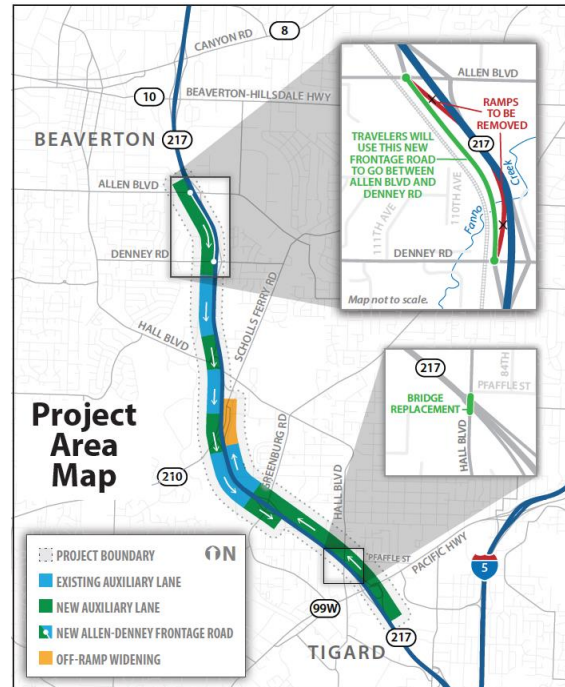 8
CANYON RD
10
BEAVERTON-HILLSDALE HWY
BEAVERTON
217
ALLEN BLVD
DENNEY RD
SCHOLLS FERRY RD
HALL BLVD
Project
Area
Map
210
GREENBURG RD
HALL BLVD
PFAFFLE ST
PACIFIC HWY
5
99W
217
TIGARD
ALLEN BLVD
RAMPS
TO BE
REMOVED
217
TRAVELERS WILL
USE THIS NEW
FRONTAGE ROAD
TO GO BETWEEN
ALLEN BLVD AND
DENNEY RD
111TH AVE
110TH AVE
Fanno
Creek
DENNEY RD
Map not to scale.
217
84TH
PFAFFLE ST
BRIDGE
REPLACEMENT
HALL BLVD
PROJECT BOUNDARY
N
EXISTING AUXILIARY LANE
NEW AUXILIARY LANE
NEW ALLEN-DENNEY FRONTAGE ROAD
OFF-RAMP WIDENING